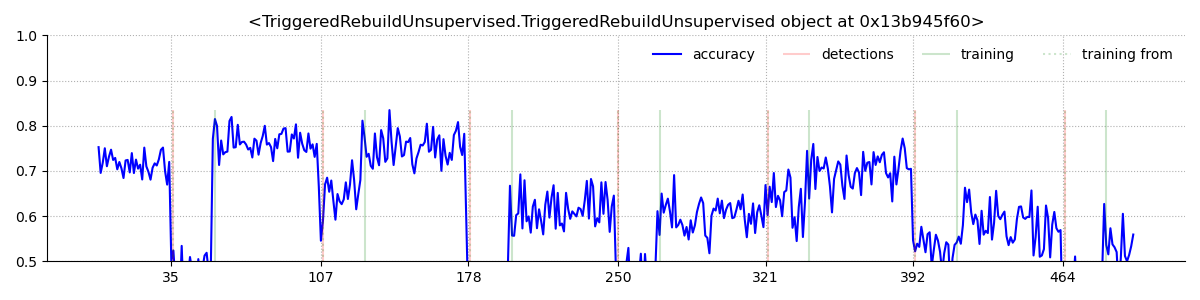 <TriggeredRebuildUnsupervised.TriggeredRebuildUnsupervised object at 0x13b945f60>
1.0
accuracy detections training training from
0.9
0.8
0.7
0.6
0.5
35 107 178 250 321 392 464